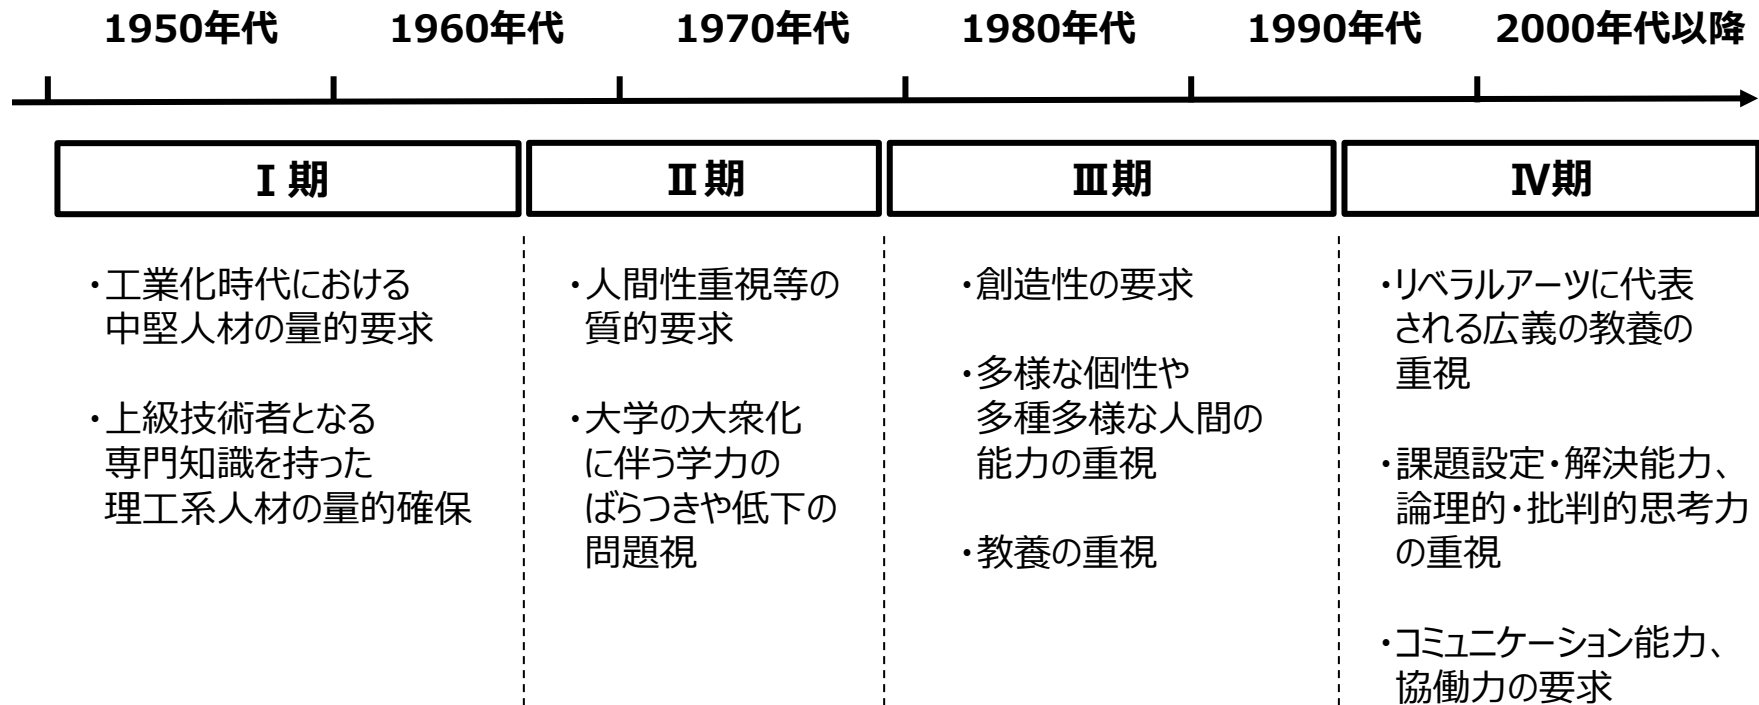 1950年代 1960年代 1970年代 1980年代 1990年代 2000年代以降
Ⅰ期 Ⅱ期 Ⅲ期 Ⅳ期
・工業化時代における
中堅人材の量的要求
・上級技術者となる
専門知識を持った
理工系人材の量的確保
・人間性重視等の
質的要求
・大学の大衆化
に伴う学力の
ばらつきや低下の
問題視
・創造性の要求
・多様な個性や
多種多様な人間の
能力の重視
・教養の重視
・リベラルアーツに代表
される広義の教養の
重視
・課題設定・解決能力、
論理的・批判的思考力
の重視
・コミュニケーション能力、
協働力の要求